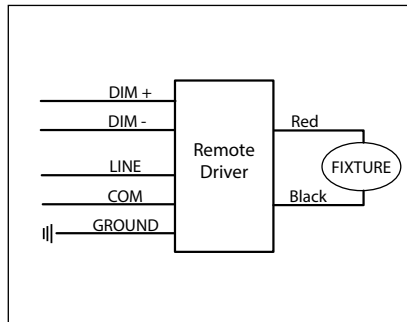 DIM +
DIM -
LINE
COM
GROUND
Remote
Driver
Red
Black
FIXTURE